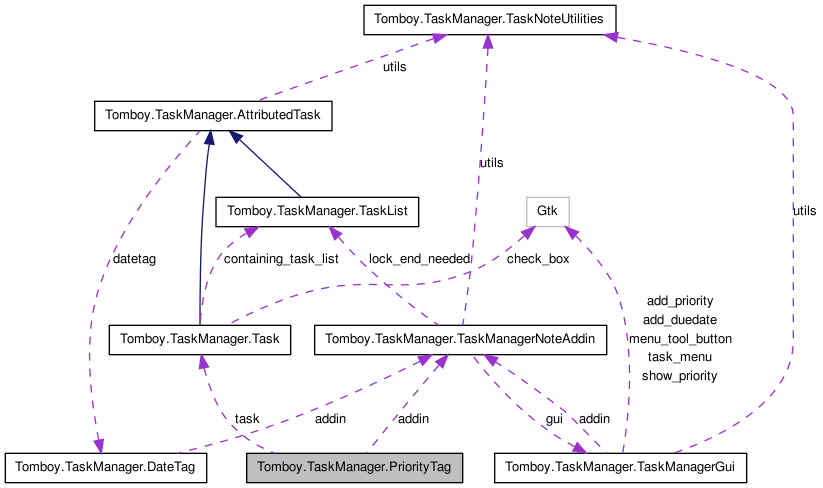 Tomboy.TaskManager.TaskNoteUtilities
utils
Tomboy.TaskManager.AttributedTask
utils
Tomboy.TaskManager.TaskList
Gtk
utils
datetag
containing_task_list
lock_end_needed
check_box
add_priority
add_duedate
menu_tool_button
task_menu
show_priority
Tomboy.TaskManager.Task
Tomboy.TaskManager.TaskManagerNoteAddin
task
addin
addin
gui
addin
Tomboy.TaskManager.DateTag
Tomboy.TaskManager.PriorityTag
Tomboy.TaskManager.TaskManagerGui